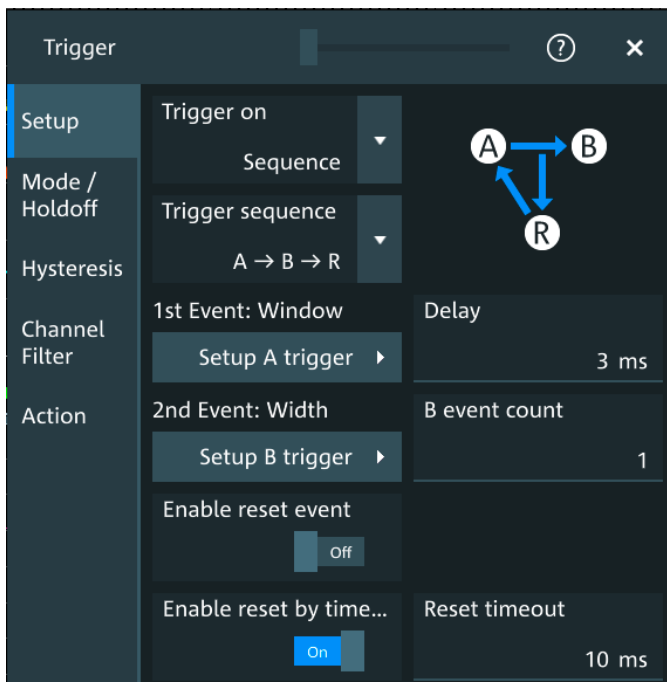 Trigger
?
Setup
Mode /
Holdoff
Hysteresis
Channel
Filter
Action
Trigger on
Sequence
Trigger sequence
A → B → R
A
B
R
1st Event: Window
Setup A trigger
Delay
3 ms
2nd Event: Width
Setup B trigger
B event count
1
Enable reset event
Off
Enable reset by time...
On
Reset timeout
10 ms